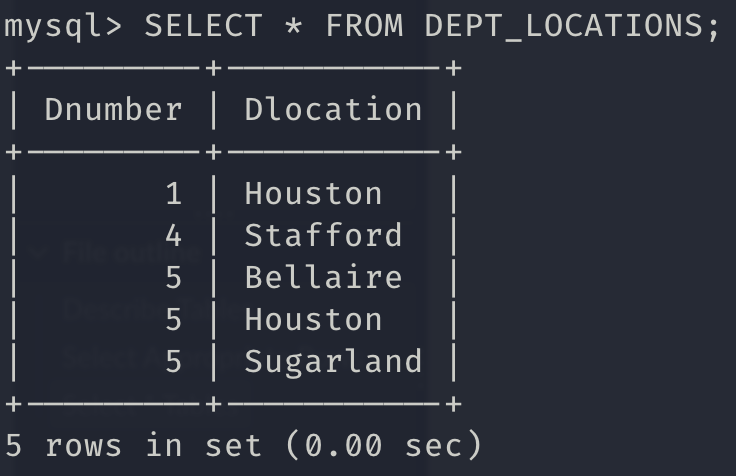 mysql> SELECT * FROM DEPT_LOCATIONS;
+---------+------------+
| Dnumber | Dlocation |
+---------+------------+
| 1 | Houston |
| 4 | Stafford |
| 5 | Bellaire |
| 5 | Houston |
| 5 | Sugarland |
+---------+------------+
5 rows in set (0.00 sec)